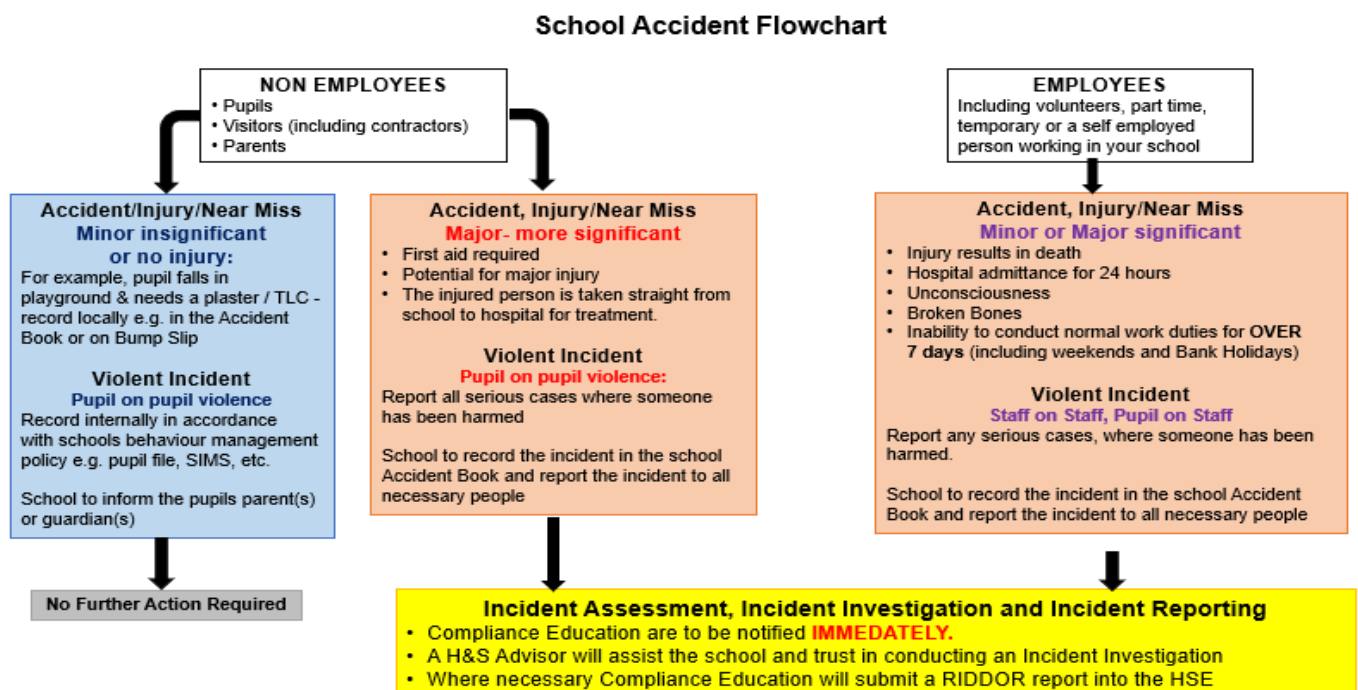 School Accident Flowchart
NON EMPLOYEES
• Pupils
• Visitors (including contractors)
• Parents
EMPLOYEES
Including volunteers, part time,
temporary or a self employed
person working in your school
Accident/Injury/Near Miss
Minor insignificant
or no injury:
For example, pupil falls in
playground & needs a plaster / TLC -
record locally e.g. in the Accident
Book or on Bump Slip
Violent Incident
Pupil on pupil violence
Record internally in accordance
with schools behaviour management
policy e.g. pupil file, SIMS, etc.
School to inform the pupils parent(s)
or guardian(s)
No Further Action Required
Accident, Injury/Near Miss
Major- more significant
• First aid required
• Potential for major injury
• The injured person is taken straight from
school to hospital for treatment.
Violent Incident
Pupil on pupil violence:
Report all serious cases where someone
has been harmed
School to record the incident in the school
Accident Book and report the incident to all
necessary people
Accident, Injury/Near Miss
Minor or Major significant
• Injury results in death
• Hospital admittance for 24 hours
• Unconsciousness
• Broken Bones
• Inability to conduct normal work duties for OVER
7 days (including weekends and Bank Holidays)
Violent Incident
Staff on Staff, Pupil on Staff
Report any serious cases, where someone has been
harmed.
School to record the incident in the school Accident
Book and report the incident to all necessary people
Incident Assessment, Incident Investigation and Incident Reporting
• Compliance Education are to be notified IMMEDIATELY.
• A H&S Advisor will assist the school and trust in conducting an Incident Investigation
• Where necessary Compliance Education will submit a RIDDOR report into the HSE